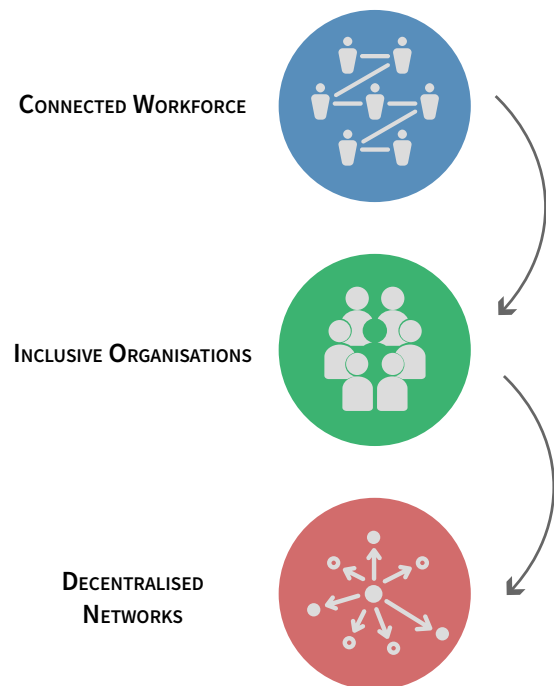 Connected Workforce
Inclusive Organisations
Decentralised
Networks